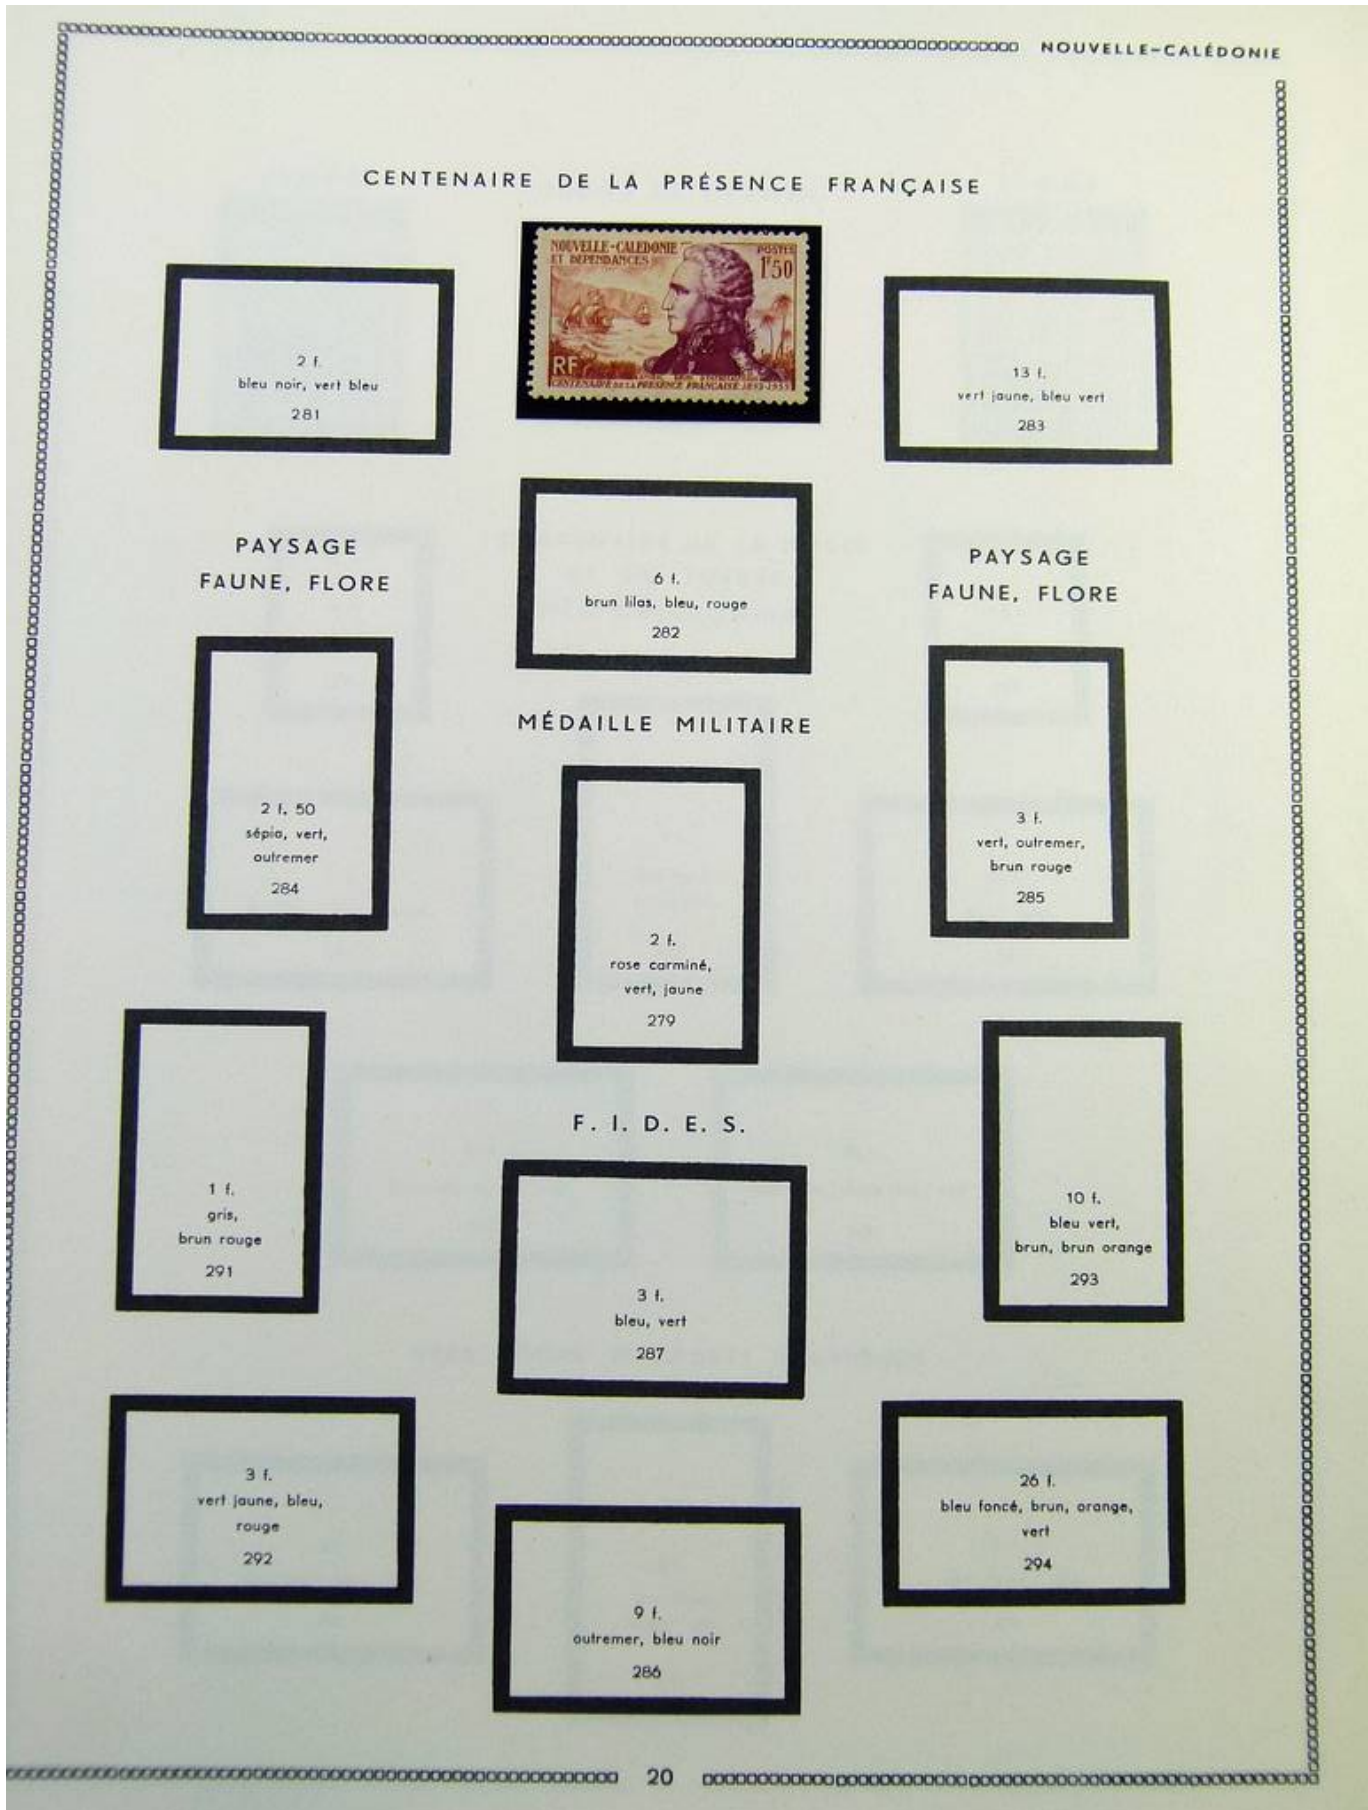 NOUVELLE-CALÉDONIE
CENTENAIRE DE LA PRÉSENCE FRANÇAISE
NOUVELLE-CALEDONIE
ET DEPENDANCES
POSTES
1F50
RF
CENTENAIRE DE LA PRÉSENCE FRANÇAISE 1853-1953
2 f.
bleu noir, vert bleu
281
13 f.
vert jaune, bleu vert
283
6 f.
brun lilas, bleu, rouge
282
PAYSAGE
FAUNE, FLORE
PAYSAGE
FAUNE, FLORE
2 f. 50
sépia, vert,
outremer
284
MÉDAILLE MILITAIRE
2 f.
rose carminé,
vert, jaune
279
3 f.
vert, outremer,
brun rouge
285
1 f.
gris,
brun rouge
291
F. I. D. E. S.
3 f.
bleu, vert
287
10 f.
bleu vert,
brun, brun orange
293
3 f.
vert jaune, bleu,
rouge
292
9 f.
outremer, bleu noir
286
26 f.
bleu foncé, brun, orange,
vert
294
20